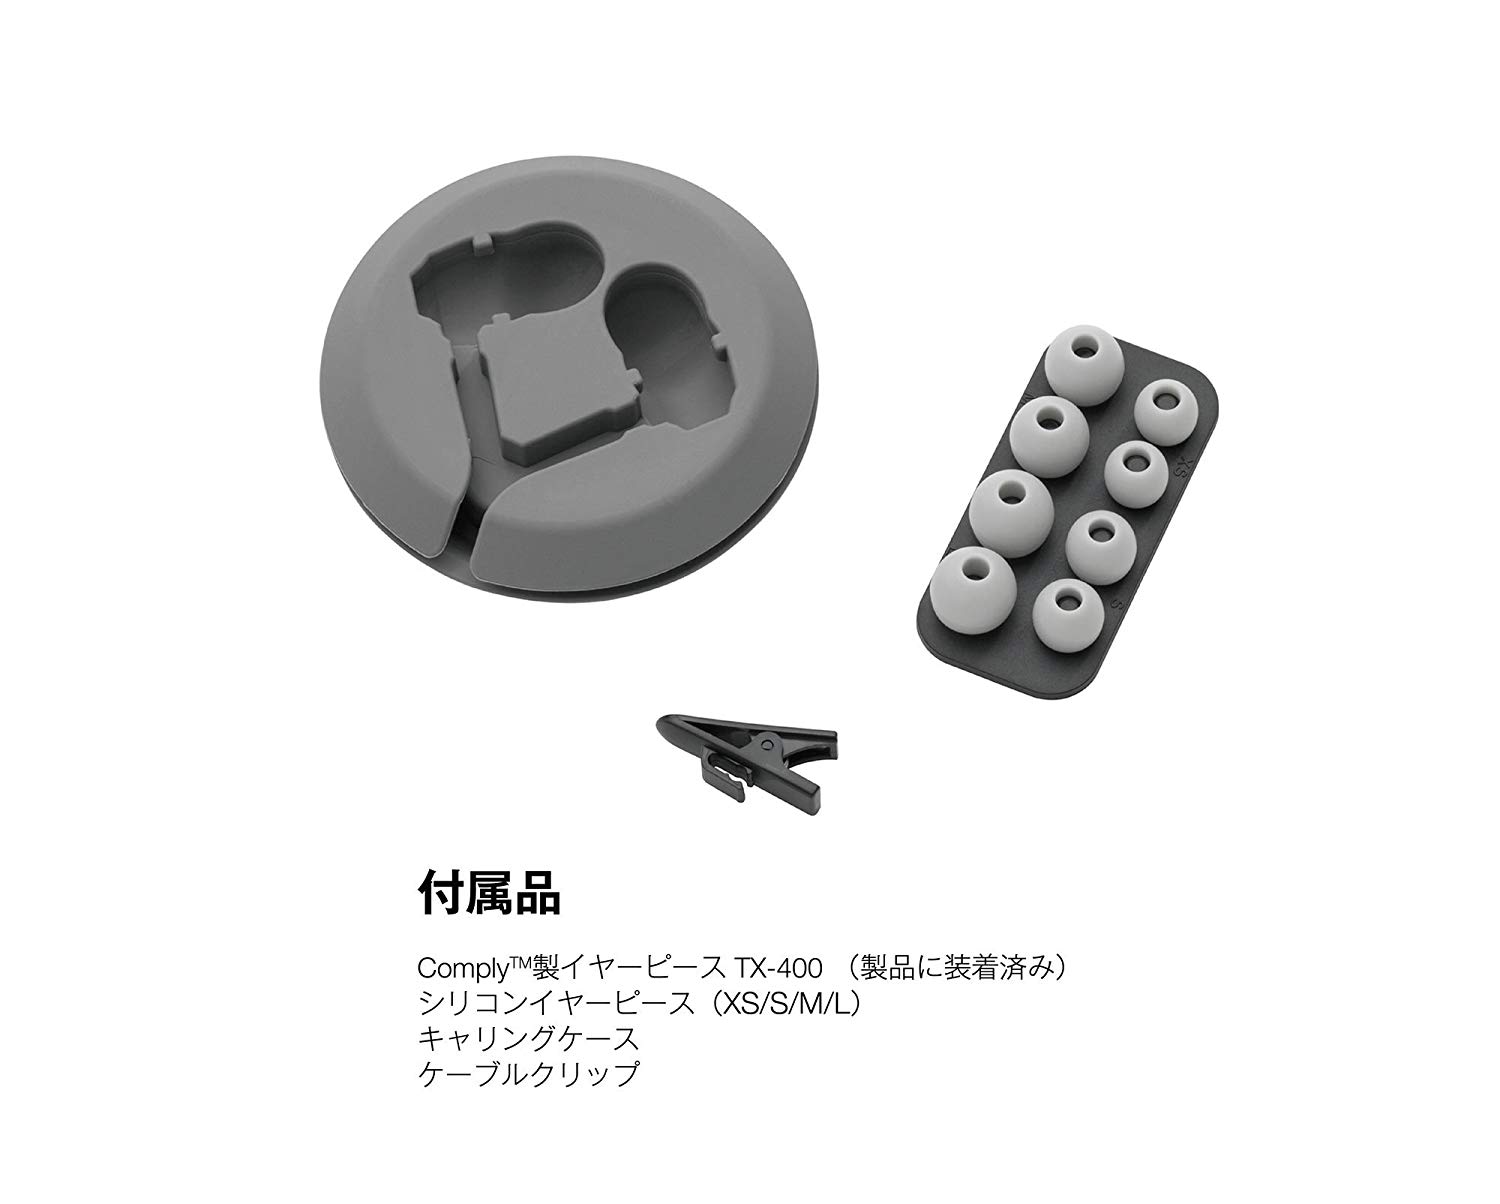 付属品
Comply™製イヤーピース TX-400 （製品に装着済み）
シリコンイヤーピース（XS/S/M/L）
キャリングケース
ケーブルクリップ
XS
S